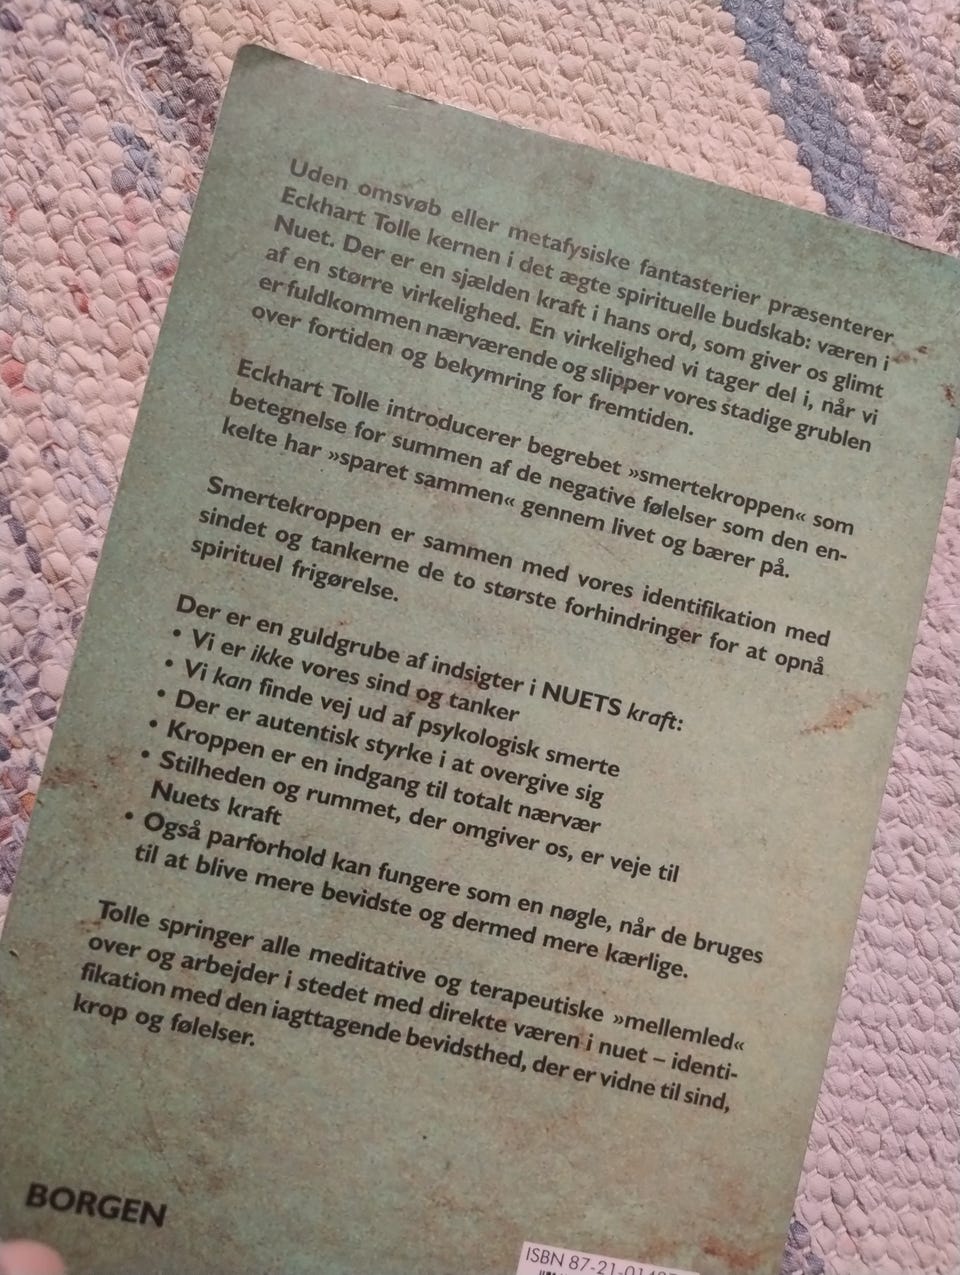 Uden omsvøb eller metafysiske fantasterier præsenterer
Eckhart Tolle kernen i det ægte spirituelle budskab: væren i
Nuet. Der er en sjælden kraft i hans ord, som giver os glimt
af en større virkelighed. En virkelighed vi tager del i, når vi
er fuldkommen nærværende og slipper vores stadige grublen
over fortiden og bekymring for fremtiden.
Eckhart Tolle introducerer begrebet »smertekroppen« som
betegnelse for summen af de negative følelser som den en-
kelte har »sparet sammen« gennem livet og bærer på.
Smertekroppen er sammen med vores identifikation med
sindet og tankerne de to største forhindringer for at opnå
spirituel frigørelse.
Der er en guldgrube af indsigter i NUETS kraft:
• Vi er ikke vores sind og tanker
• Vi kan finde vej ud af psykologisk smerte
• Der er autentisk styrke i at overgive sig
• Kroppen er en indgang til totalt nærvær
• Stilheden og rummet, der omgiver os, er veje til
Nuets kraft
• Også parforhold kan fungere som en nøgle, når de bruges
til at blive mere bevidste og dermed mere kærlige.
Tolle springer alle meditative og terapeutiske »mellemled«
over og arbejder i stedet med direkte væren i nuet – identi-
fikation med den iagttagende bevidsthed, der er vidne til sind,
krop og følelser.
BORGEN
ISBN 87-21-01